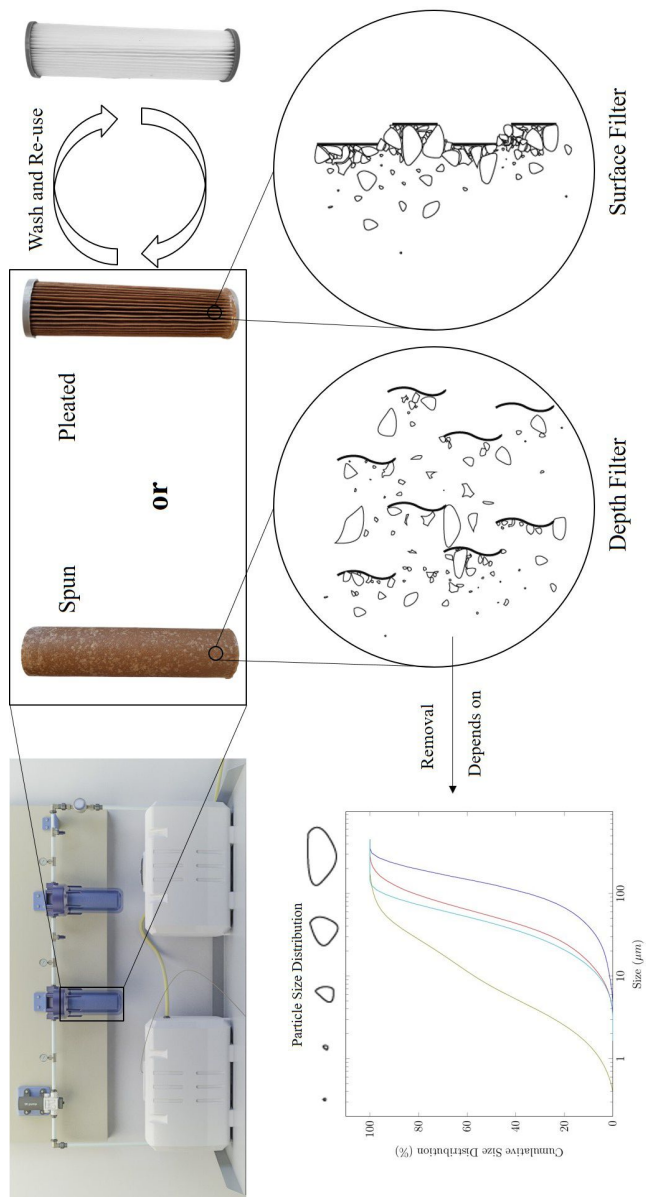 Spun
or
Pleated
Wash and Re-use
Removal
Depends on
Depth Filter
Surface Filter
Particle Size Distribution
Cumulative Size Distribution (%)
100
80
60
40
20
0
1
10
100
Size (μm)